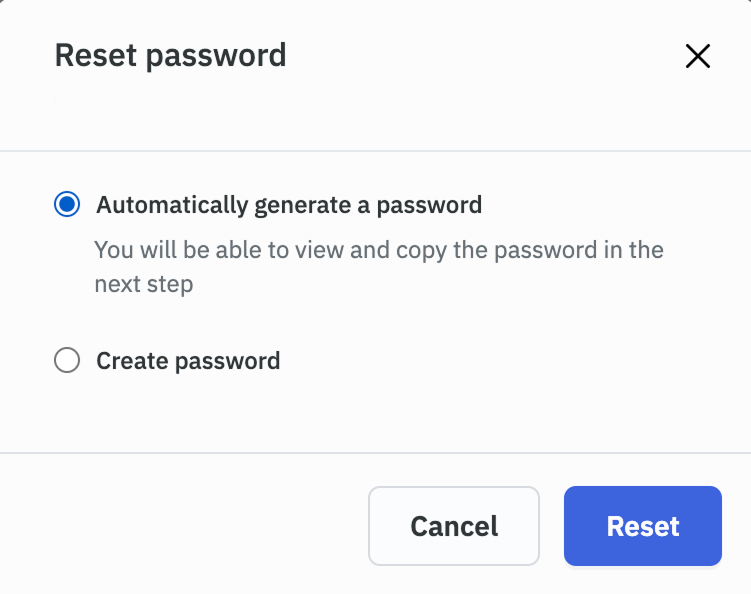 Reset password
Automatically generate a password
You will be able to view and copy the password in the
next step
Create password
Cancel
Reset